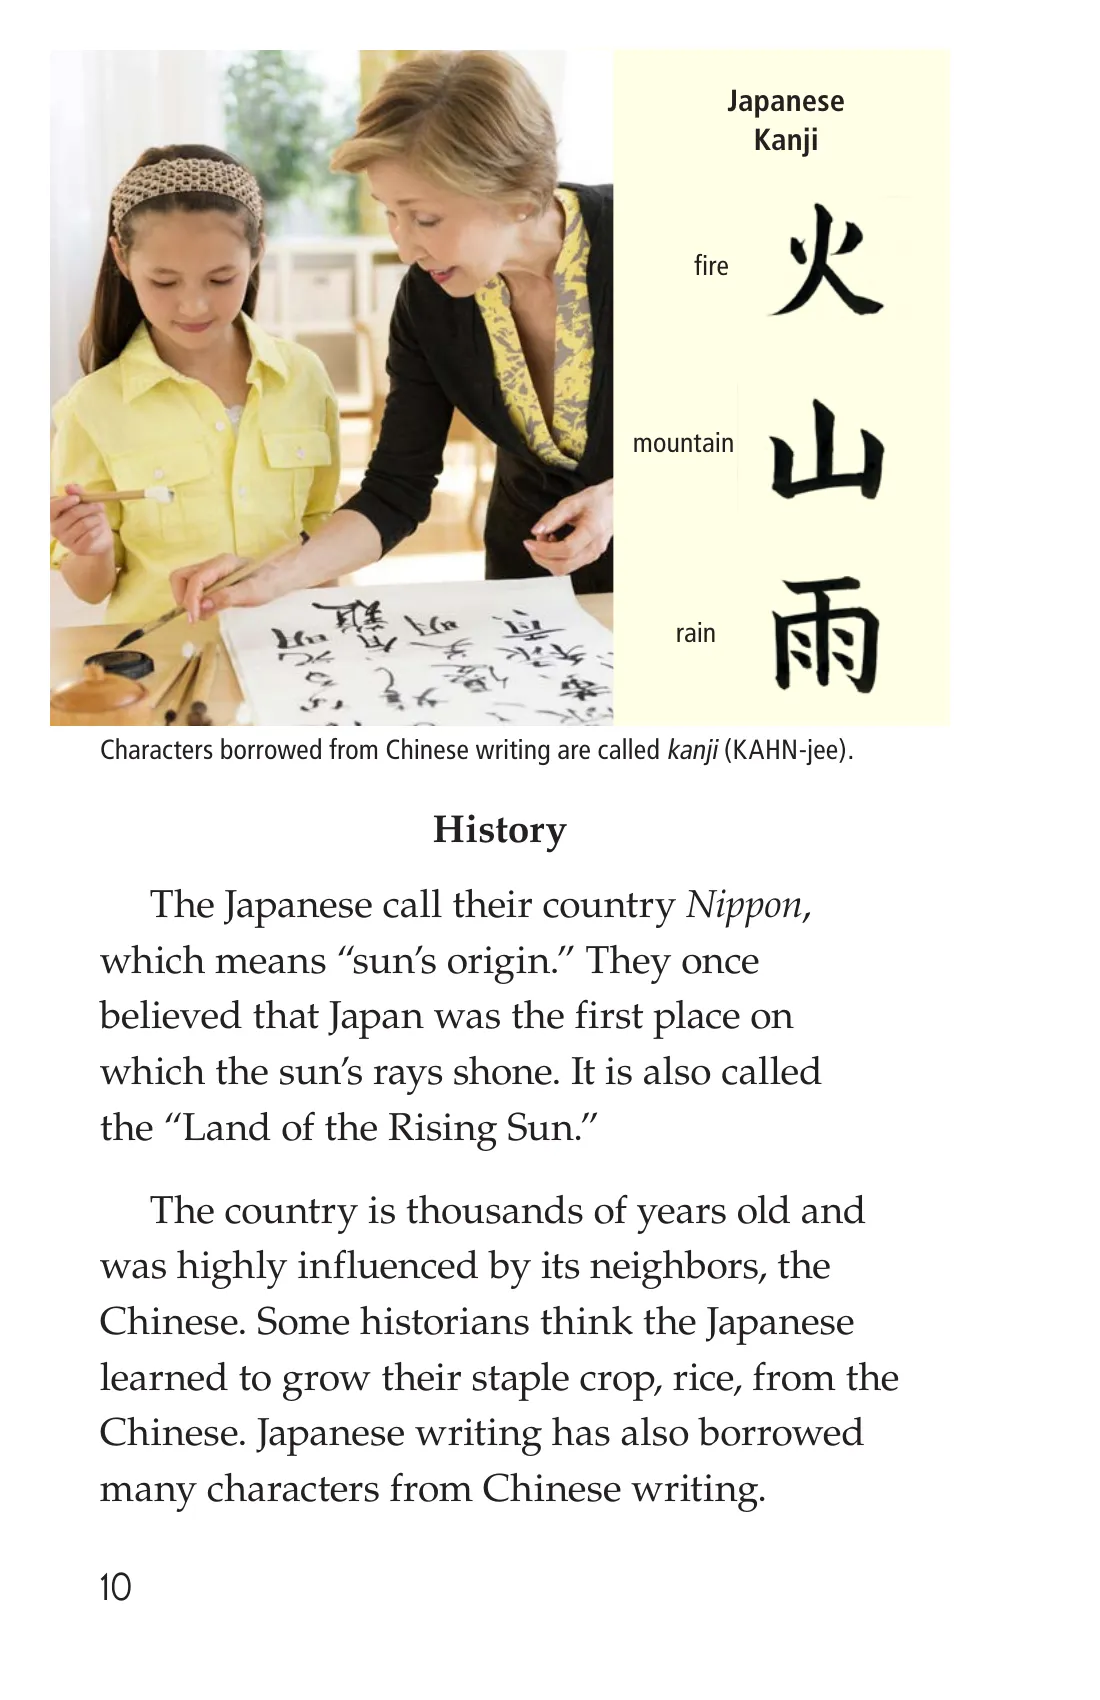 Japanese
Kanji
fire 火
mountain 山
rain 雨
Characters borrowed from Chinese writing are called kanji (KAHN-jee).
History
The Japanese call their country Nippon,
which means “sun’s origin.” They once
believed that Japan was the first place on
which the sun’s rays shone. It is also called
the “Land of the Rising Sun.”
The country is thousands of years old and
was highly influenced by its neighbors, the
Chinese. Some historians think the Japanese
learned to grow their staple crop, rice, from the
Chinese. Japanese writing has also borrowed
many characters from Chinese writing.
10